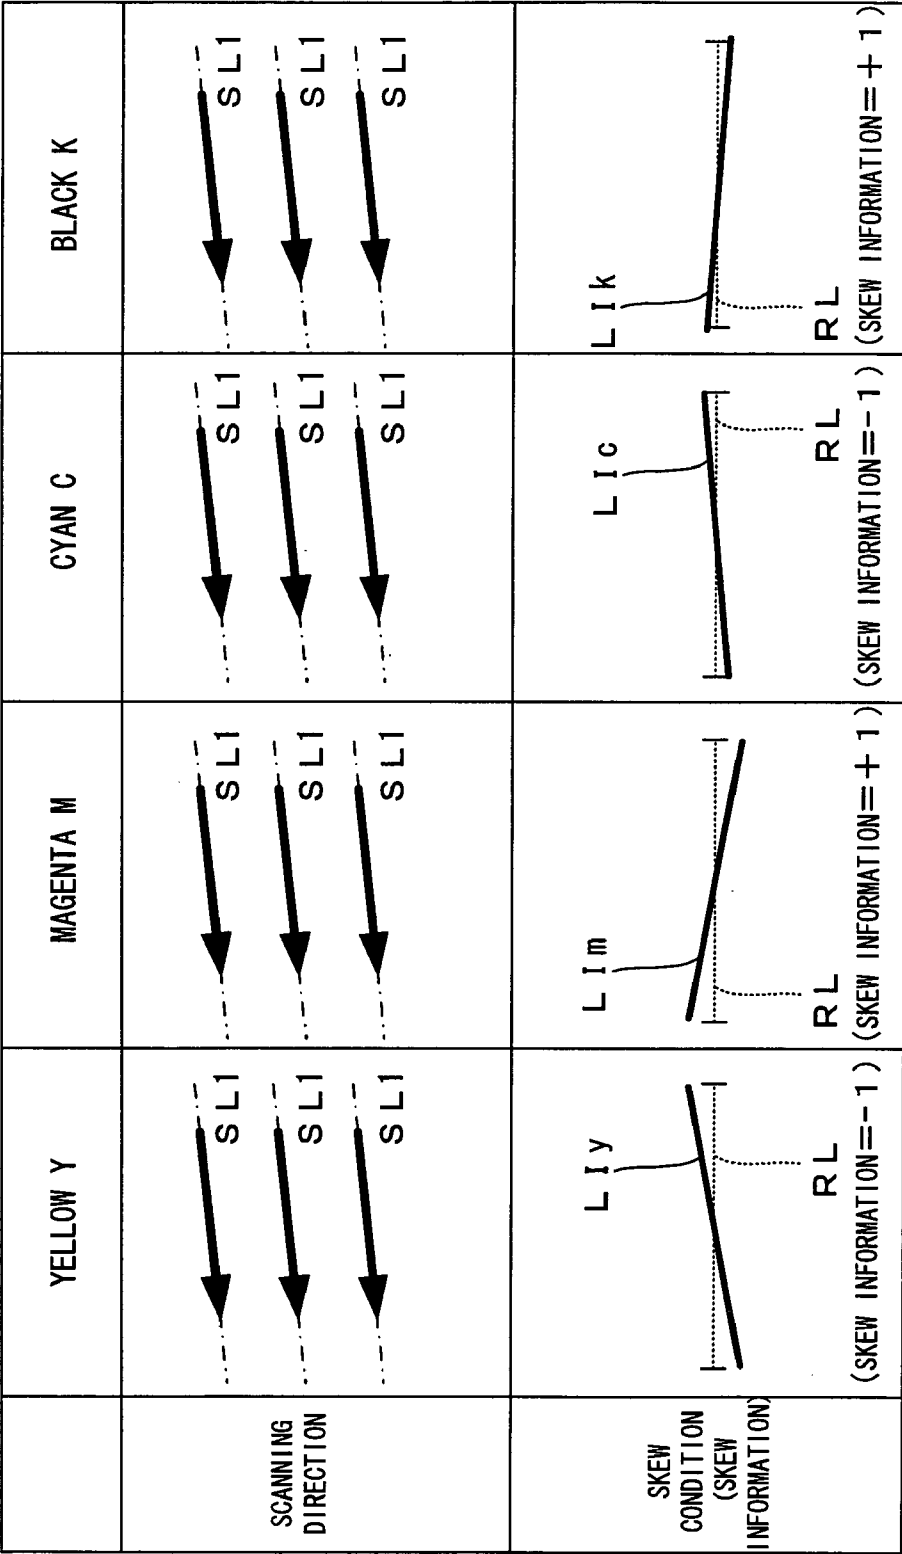 YELLOW Y
MAGENTA M
CYAN C
BLACK K
SCANNING
DIRECTION
SL1
SL1
SL1
SL1
SL1
SL1
SL1
SL1
SL1
SL1
SL1
SL1
SKEW
CONDITION
(SKEW
INFORMATION)
LIy
RL
(SKEW INFORMATION=-1)
LIm
RL
(SKEW INFORMATION=+1)
LIc
RL
(SKEW INFORMATION=-1)
LIk
RL
(SKEW INFORMATION=+1)